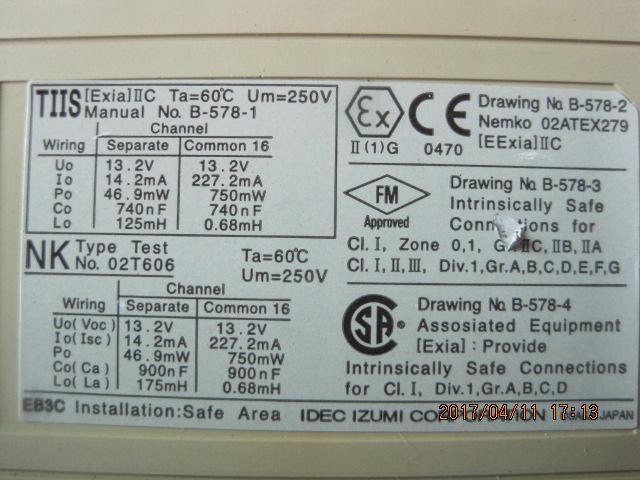 TIIS [Exia]IIC Ta=60℃ Um=250V
Manual No. B-578-1
Channel
Wiring Separate Common 16
Uo 13.2V 13.2V
Io 14.2mA 227.2mA
Po 46.9mW 750mW
Co 740nF 740nF
Lo 125mH 0.68mH
NK Type Test Ta=60℃
No. 02T606 Um=250V
Channel
Wiring Separate Common 16
Uo(Voc) 13.2V 13.2V
Io(Isc) 14.2mA 227.2mA
Po 46.9mW 750mW
Co(Ca) 900nF 900nF
Lo(La) 175mH 0.68mH
Ex CE Drawing No. B-578-2
Nemko 02ATEX279
II(1)G 0470 [EExia]IIC
FM Drawing No. B-578-3
Intrinsically Safe
Approved for
Cl. I, Zone 0,1, IIC, IIB, IIA
Cl. I, II, III, Div.1, Gr.A,B,C,D,E,F,G
CSA ® Drawing No. B-578-4
Assosiated Equipment
[Exia] : Provide
Intrinsically Safe Connections
for Cl. I, Div.1, Gr.A,B,C,D
EB3C Installation:Safe Area IDEC IZUMI JAPAN
2017/04/11 17:13